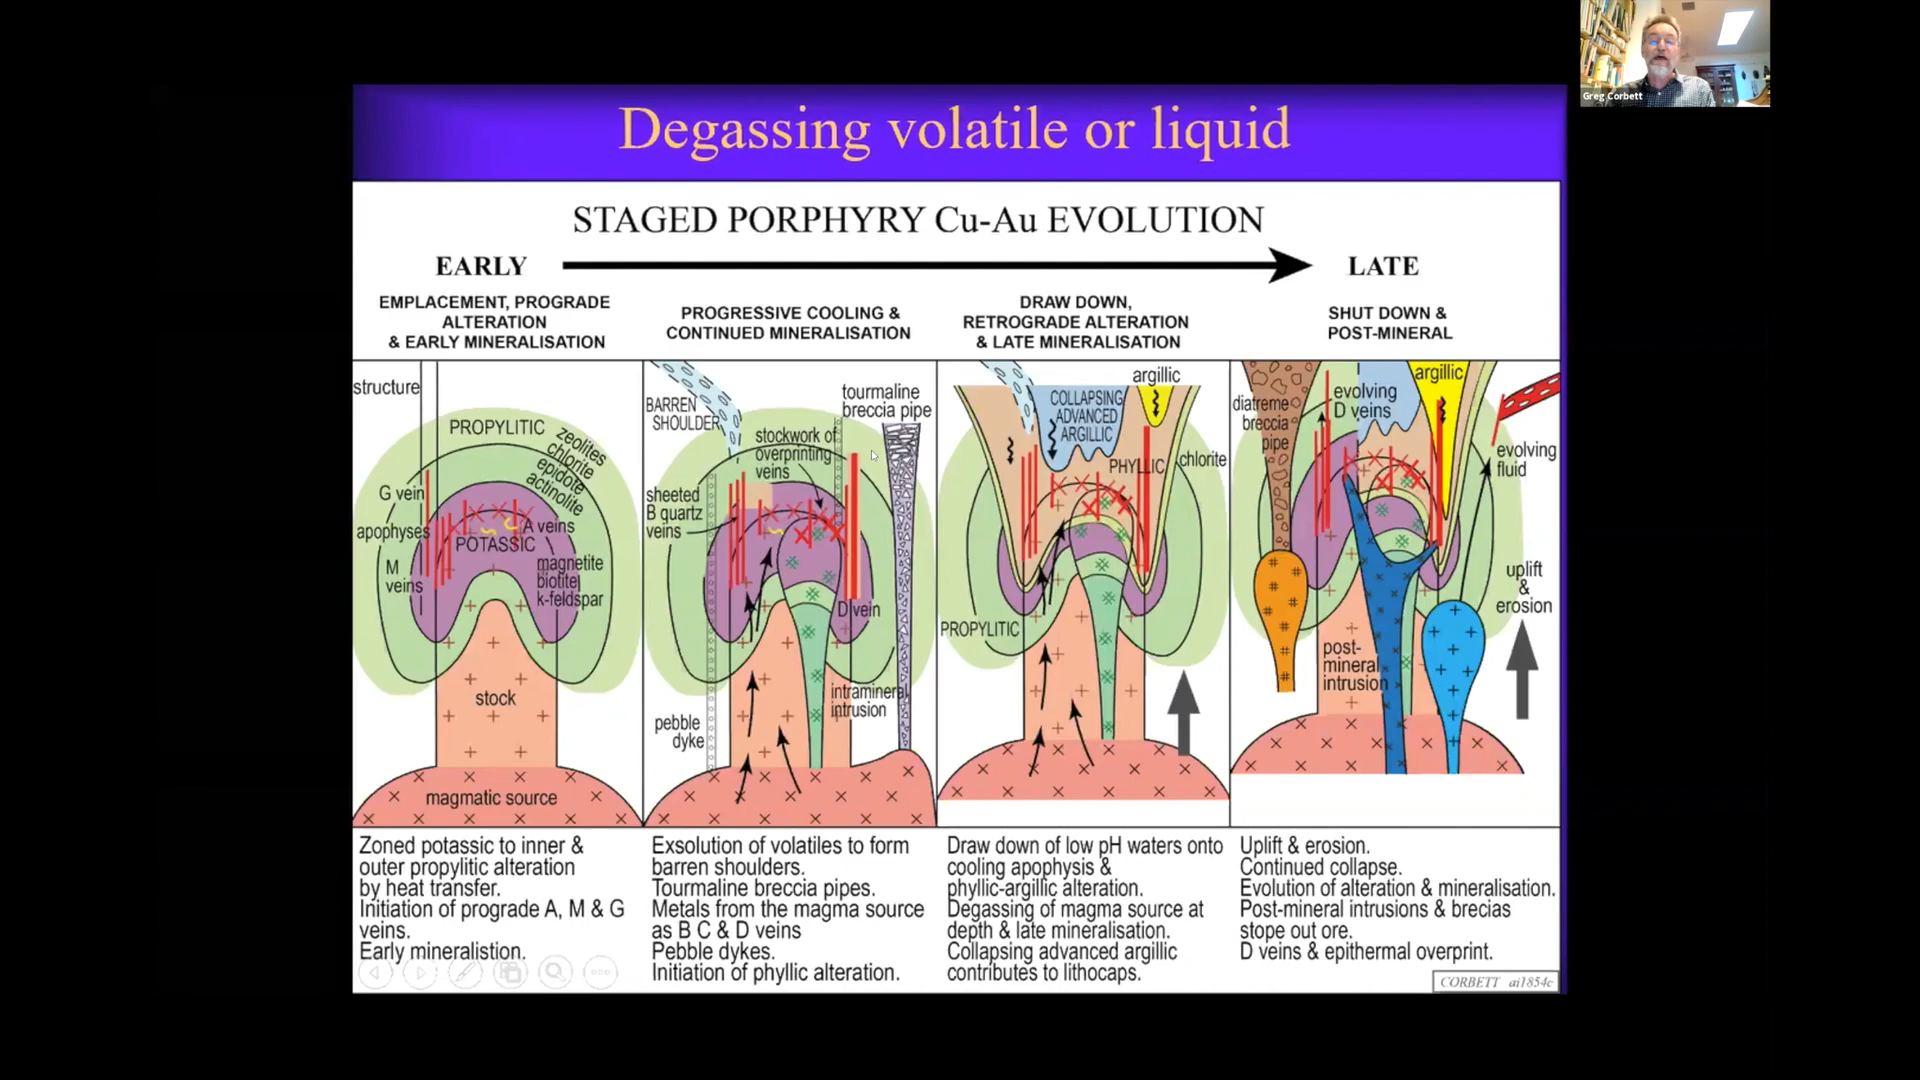 Greg Corbett
Degassing volatile or liquid
STAGED PORPHYRY Cu-Au EVOLUTION
EARLY
LATE
EMPLACEMENT, PROGRADE
ALTERATION
& EARLY MINERALISATION
PROGRESSIVE COOLING &
CONTINUED MINERALISATION
DRAW DOWN,
RETROGRADE ALTERATION
& LATE MINERALISATION
SHUT DOWN &
POST-MINERAL
structure
PROPYLITIC
zeolites
chlorite
epidote
actinolite
G vein
apophyses
A veins
POTASSIC
M
veins
magnetite
biotite
k-feldspar
stock
magmatic source
BARREN
SHOULDER
tourmaline
breccia pipe
stockwork of
overprinting
veins
sheeted
B quartz
veins
D vein
intramineral
intrusion
pebble
dyke
argillic
COLLAPSING
ADVANCED
ARGILLIC
PHYLLIC
chlorite
PROPYLITIC
argillic
evolving
D veins
diatreme
breccia
pipe
evolving
fluid
uplift
&
erosion
post-
mineral
intrusion
Zoned potassic to inner &
outer propylitic alteration
by heat transfer.
Initiation of prograde A, M & G
veins.
Early mineralistion.
Exsolution of volatiles to form
barren shoulders.
Tourmaline breccia pipes.
Metals from the magma source
as B C & D veins
Pebble dykes.
Initiation of phyllic alteration.
Draw down of low pH waters onto
cooling apophysis &
phyllic-argillic alteration.
Degassing of magma source at
depth & late mineralisation.
Collapsing advanced argillic
contributes to lithocaps.
Uplift & erosion.
Continued collapse.
Evolution of alteration & mineralisation.
Post-mineral intrusions & brecias
stope out ore.
D veins & epithermal overprint.
CORBETT ai1854c